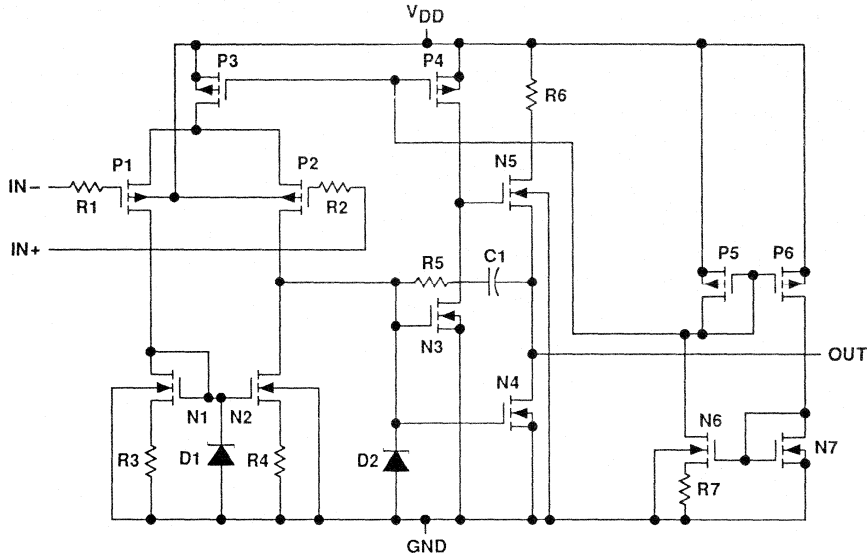 VDD
P3
P4
R6
P1
P2
N5
IN−
R1
R2
IN+
R5
C1
P5
P6
N3
OUT
N1
N2
N4
N6
N7
R3
D1
R4
D2
R7
GND